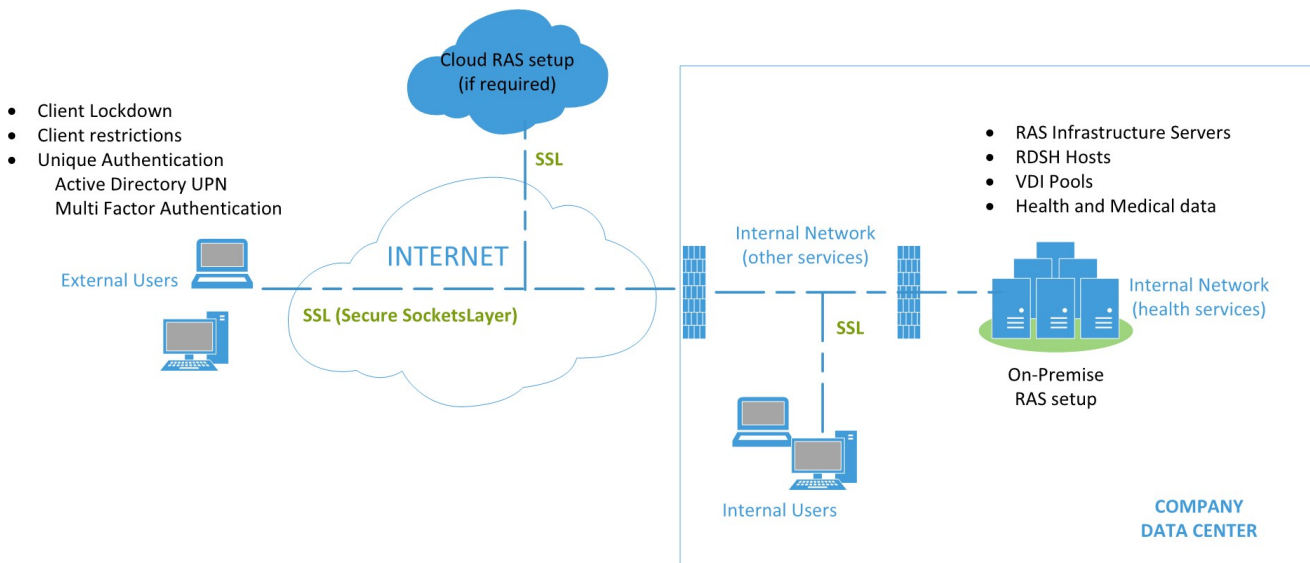 Cloud RAS setup
(if required)
• Client Lockdown
• Client restrictions
• Unique Authentication
Active Directory UPN
Multi Factor Authentication
SSL
• RAS Infrastructure Servers
• RDSH Hosts
• VDI Pools
• Health and Medical data
External Users
INTERNET
SSL (Secure SocketsLayer)
Internal Network
(other services)
SSL
Internal Network
(health services)
On-Premise
RAS setup
Internal Users
COMPANY
DATA CENTER